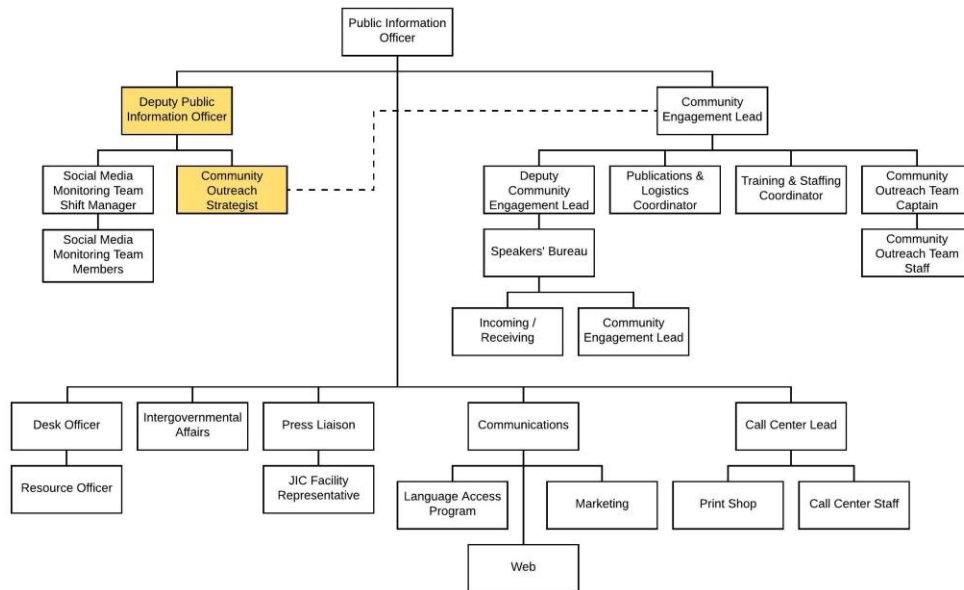 Public Information
Officer
Deputy Public
Information Officer
Community
Engagement Lead
Social Media
Monitoring Team
Shift Manager
Community
Outreach
Strategist
Deputy
Community
Engagement Lead
Publications &
Logistics
Coordinator
Training & Staffing
Coordinator
Community
Outreach Team
Captain
Social Media
Monitoring Team
Members
Speakers' Bureau
Community
Outreach Team
Staff
Incoming /
Receiving
Community
Engagement Lead
Desk Officer
Intergovernmental
Affairs
Press Liaison
Communications
Call Center Lead
Resource Officer
JIC Facility
Representative
Language Access
Program
Marketing
Print Shop
Call Center Staff
Web